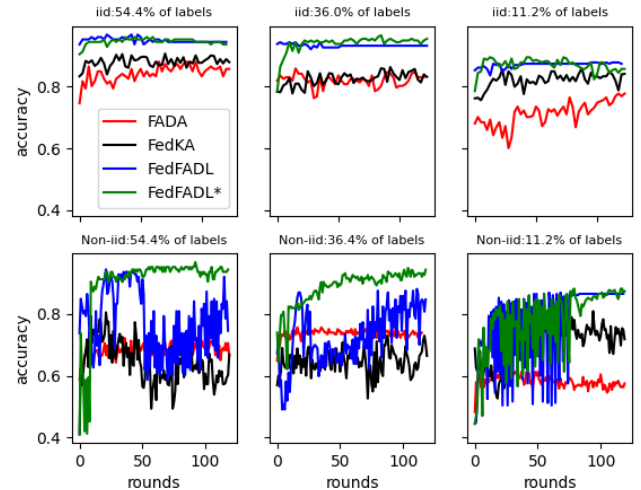 iid:54.4% of labels
iid:36.0% of labels
iid:11.2% of labels
accuracy
0.8
0.6
0.4
FADA
FedKA
FedFADL
FedFADL*
Non-iid:54.4% of labels
Non-iid:36.4% of labels
Non-iid:11.2% of labels
accuracy
0.8
0.6
0.4
0 50 100
0 50 100
0 50 100
rounds
rounds
rounds